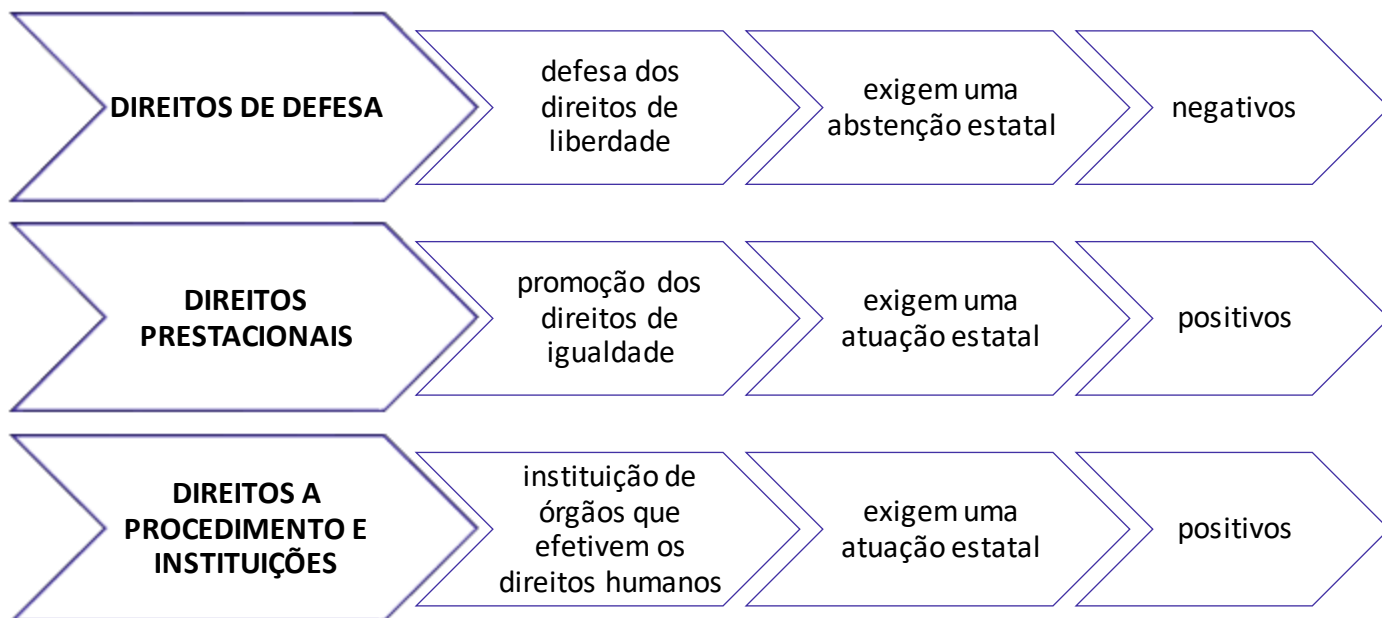 DIREITOS DE DEFESA
defesa dos
direitos de
liberdade
exigem uma
abstenção estatal
negativos
DIREITOS
PRESTACIONAIS
promoção dos
direitos de
igualdade
exigem uma
atuação estatal
positivos
DIREITOS A
PROCEDIMENTO E
INSTITUIÇÕES
instituição de
órgãos que
efetivem os
direitos humanos
exigem uma
atuação estatal
positivos